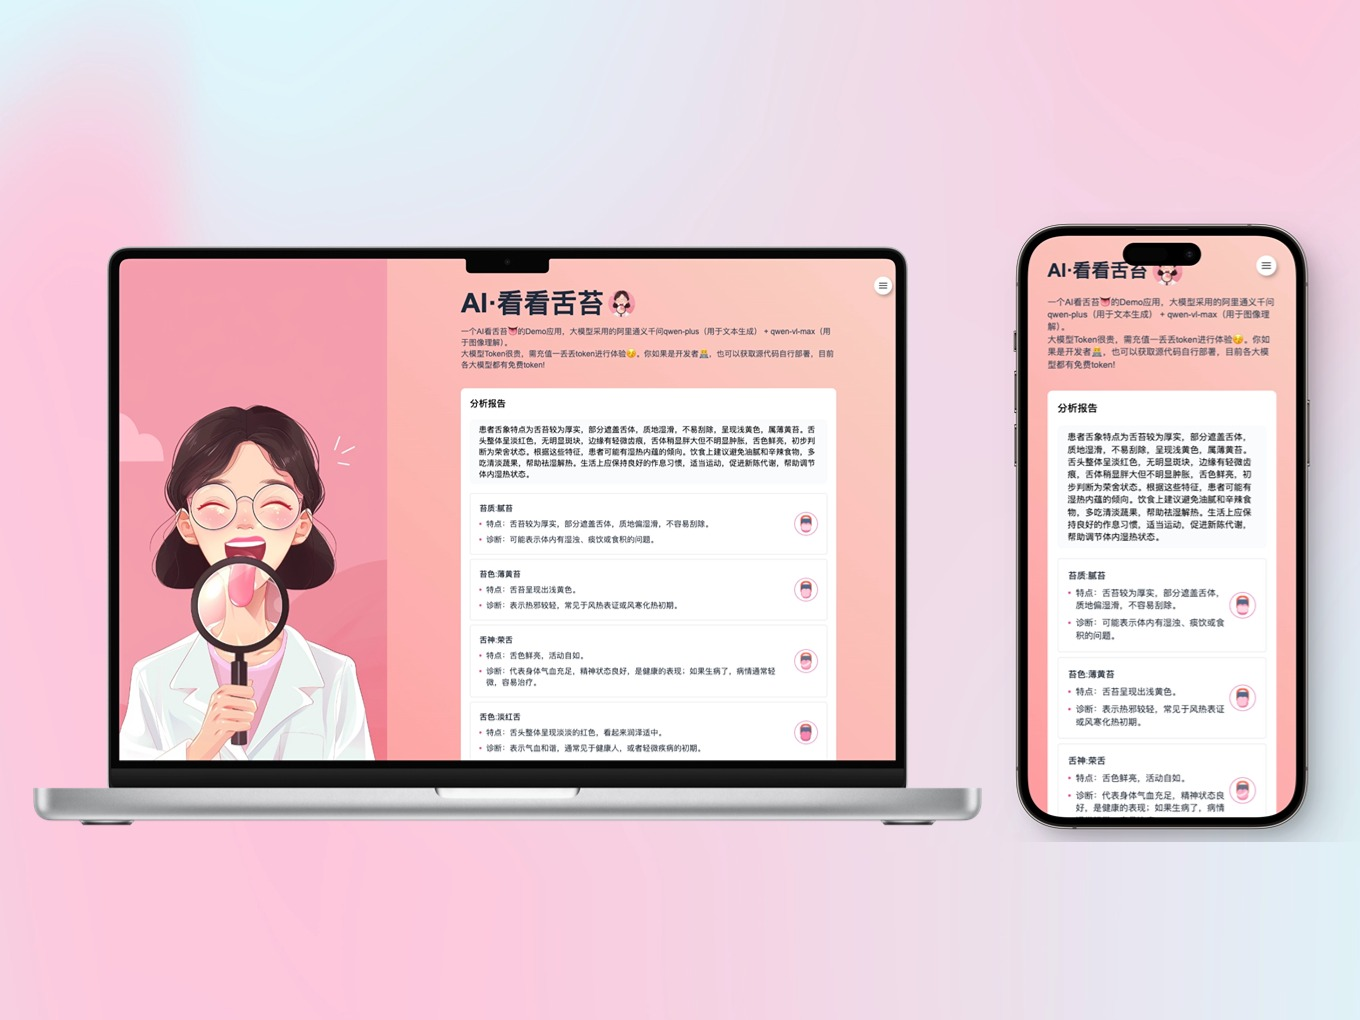 AI·看看舌苔
一个AI看舌苔👅的Demo应用，大模型采用的阿里通义千问qwen-plus（用于文本生成） + qwen-vl-max（用
于图像理解）。
大模型Token很贵，需充值一丢丢token进行体验😋。你如果是开发者👨‍💻，也可以获取源代码自行部署，目前
各大模型都有免费token!
分析报告
患者舌象特点为舌苔较为厚实，部分遮盖舌体，质地湿滑，不易刮除，呈现浅黄色，属薄黄苔。舌
头整体呈淡红色，无明显斑块，边缘有轻微齿痕，舌体稍显胖大但不明显肿胀，舌色鲜亮，初步判
断为荣舍状态。根据这些特征，患者可能有湿热内蕴的倾向。饮食上建议避免油腻和辛辣食物，多
吃清淡蔬果，帮助祛湿解热。生活上应保持良好的作息习惯，适当运动，促进新陈代谢，帮助调节
体内湿热状态。
苔质:腻苔
• 特点：舌苔较为厚实，部分遮盖舌体，质地偏湿滑，不容易刮除。
• 诊断：可能表示体内有湿浊、痰饮或食积的问题。
苔色:薄黄苔
• 特点：舌苔呈现出浅黄色。
• 诊断：表示热邪较轻，常见于风热表证或风寒化热初期。
舌神:荣舌
• 特点：舌色鲜亮，活动自如。
• 诊断：代表身体气血充足，精神状态良好，是健康的表现；如果生病了，病情通常轻
微，容易治疗。
舌色:淡红舌
• 特点：舌头整体呈现淡淡的红色，看起来润泽适中。
• 诊断：表示气血和谐，通常见于健康人，或者轻微疾病的初期。
AI·看看舌苔
一个AI看舌苔👅的Demo应用，大模型采用的阿里通义千问
qwen-plus（用于文本生成） + qwen-vl-max（用于图像理
解）。
大模型Token很贵，需充值一丢丢token进行体验😋。你如
果是开发者👨‍💻，也可以获取源代码自行部署，目前各大模
型都有免费token!
分析报告
患者舌象特点为舌苔较为厚实，部分遮盖舌体，
质地湿滑，不易刮除，呈现浅黄色，属薄黄苔。
舌头整体呈淡红色，无明显斑块，边缘有轻微齿
痕，舌体稍显胖大但不明显肿胀，舌色鲜亮，初
步判断为荣舍状态。根据这些特征，患者可能有
湿热内蕴的倾向。饮食上建议避免油腻和辛辣食
物，多吃清淡蔬果，帮助祛湿解热。生活上应保
持良好的作息习惯，适当运动，促进新陈代谢，
帮助调节体内湿热状态。
苔质:腻苔
• 特点：舌苔较为厚实，部分遮盖舌体，
质地偏湿滑，不容易刮除。
• 诊断：可能表示体内有湿浊、痰饮或食
积的问题。
苔色:薄黄苔
• 特点：舌苔呈现出浅黄色。
• 诊断：表示热邪较轻，常见于风热表证
或风寒化热初期。
舌神:荣舌
• 特点：舌色鲜亮，活动自如。
• 诊断：代表身体气血充足，精神状态良
好，是健康的表现；如果生病了，病情